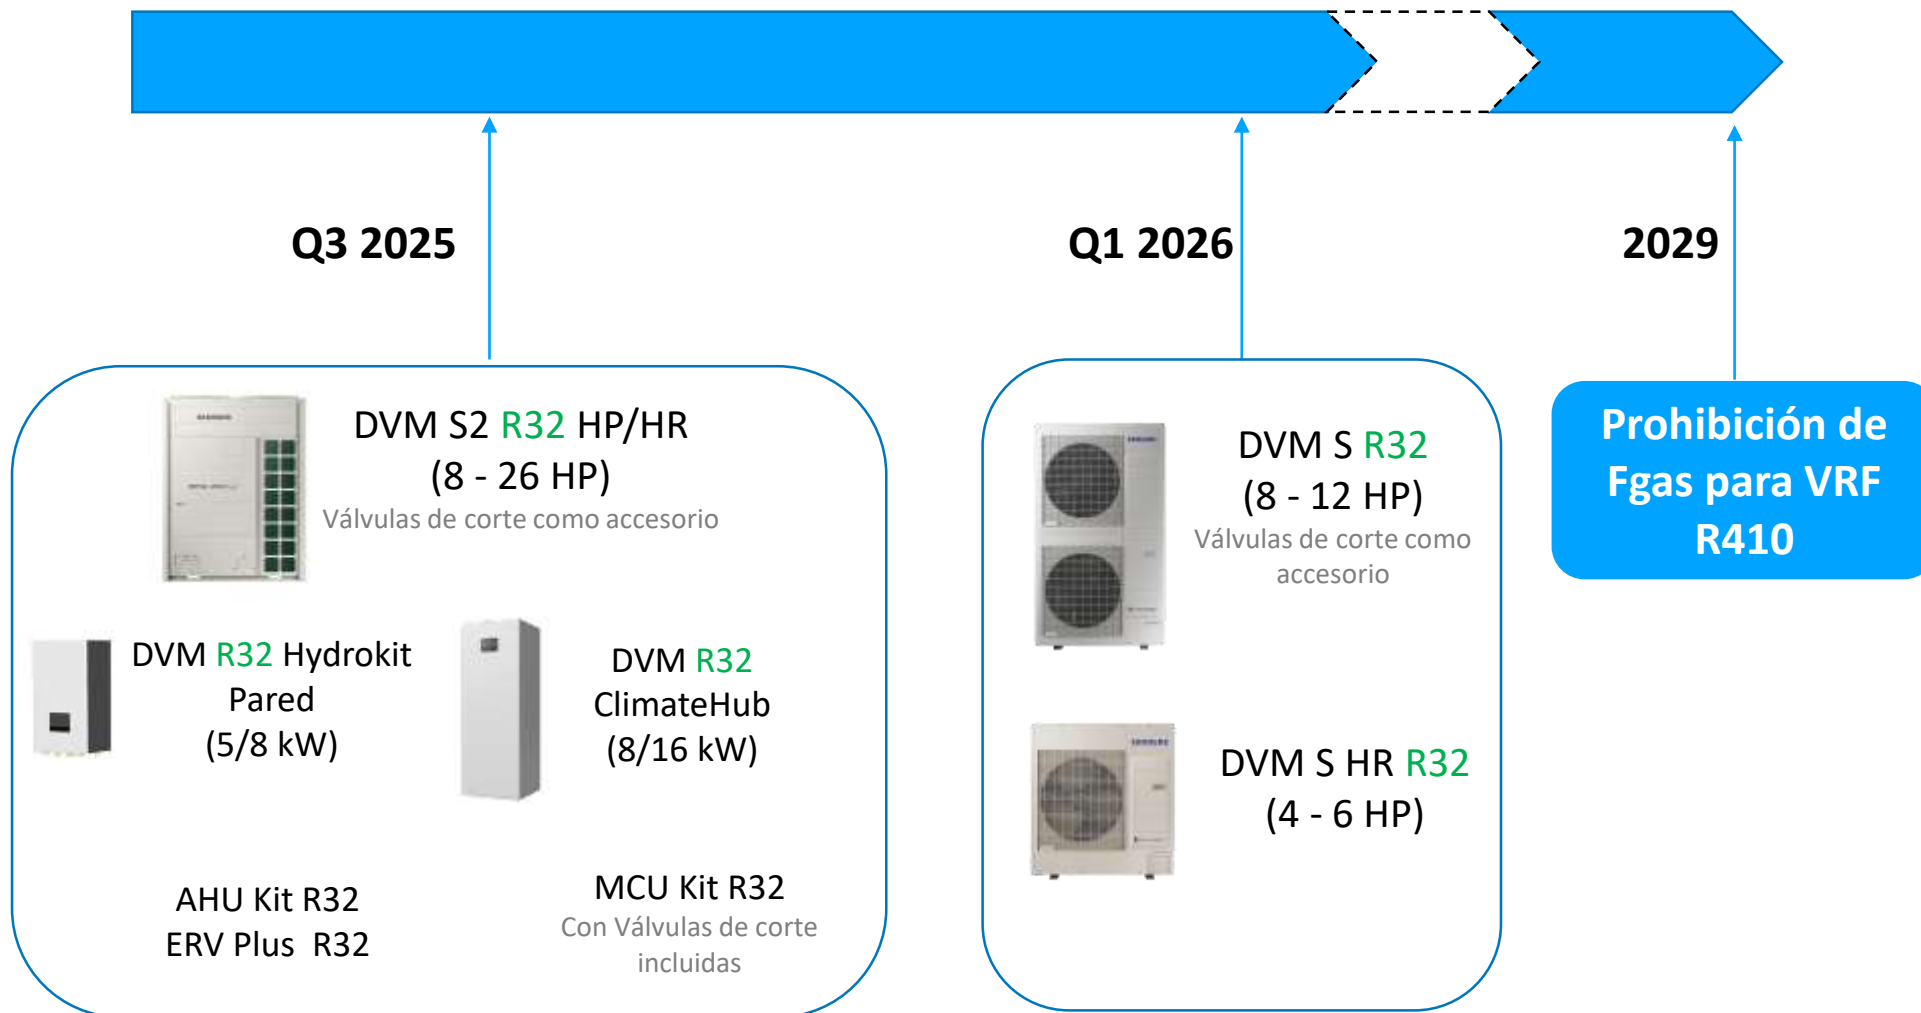 Q3 2025
Q1 2026
2029
DVM S2 R32 HP/HR
(8 - 26 HP)
Válvulas de corte como accesorio
DVM R32 Hydrokit
Pared
(5/8 kW)
DVM R32
ClimateHub
(8/16 kW)
AHU Kit R32
ERV Plus R32
MCU Kit R32
Con Válvulas de corte
incluidas
SAMSUNG
DVM S R32
(8 - 12 HP)
Válvulas de corte como
accesorio
SAMSUNG
DVM S HR R32
(4 - 6 HP)
Prohibición de
Fgas para VRF
R410